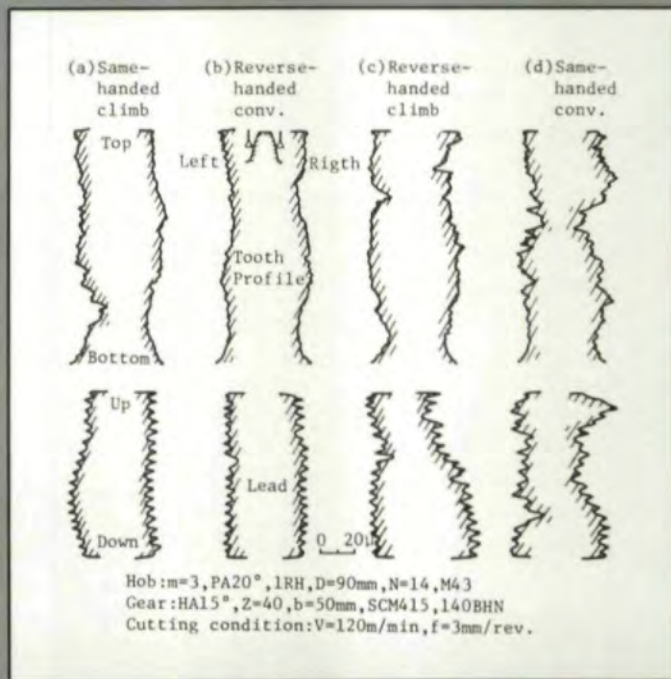 (a)Same-handed climb
(b)Reverse-handed conv.
(c)Reverse-handed climb
(d)Same-handed conv.
Top
Left
Rigth
Tooth
Profile
Bottom
Up
Lead
Down
0 20μ
Hob:m=3,PA20°,1RH,D=90mm,N=14,M43
Gear:HA15°,Z=40,b=50mm,SCM415,140BHN
Cutting condition:V=120m/min,f=3mm/rev.